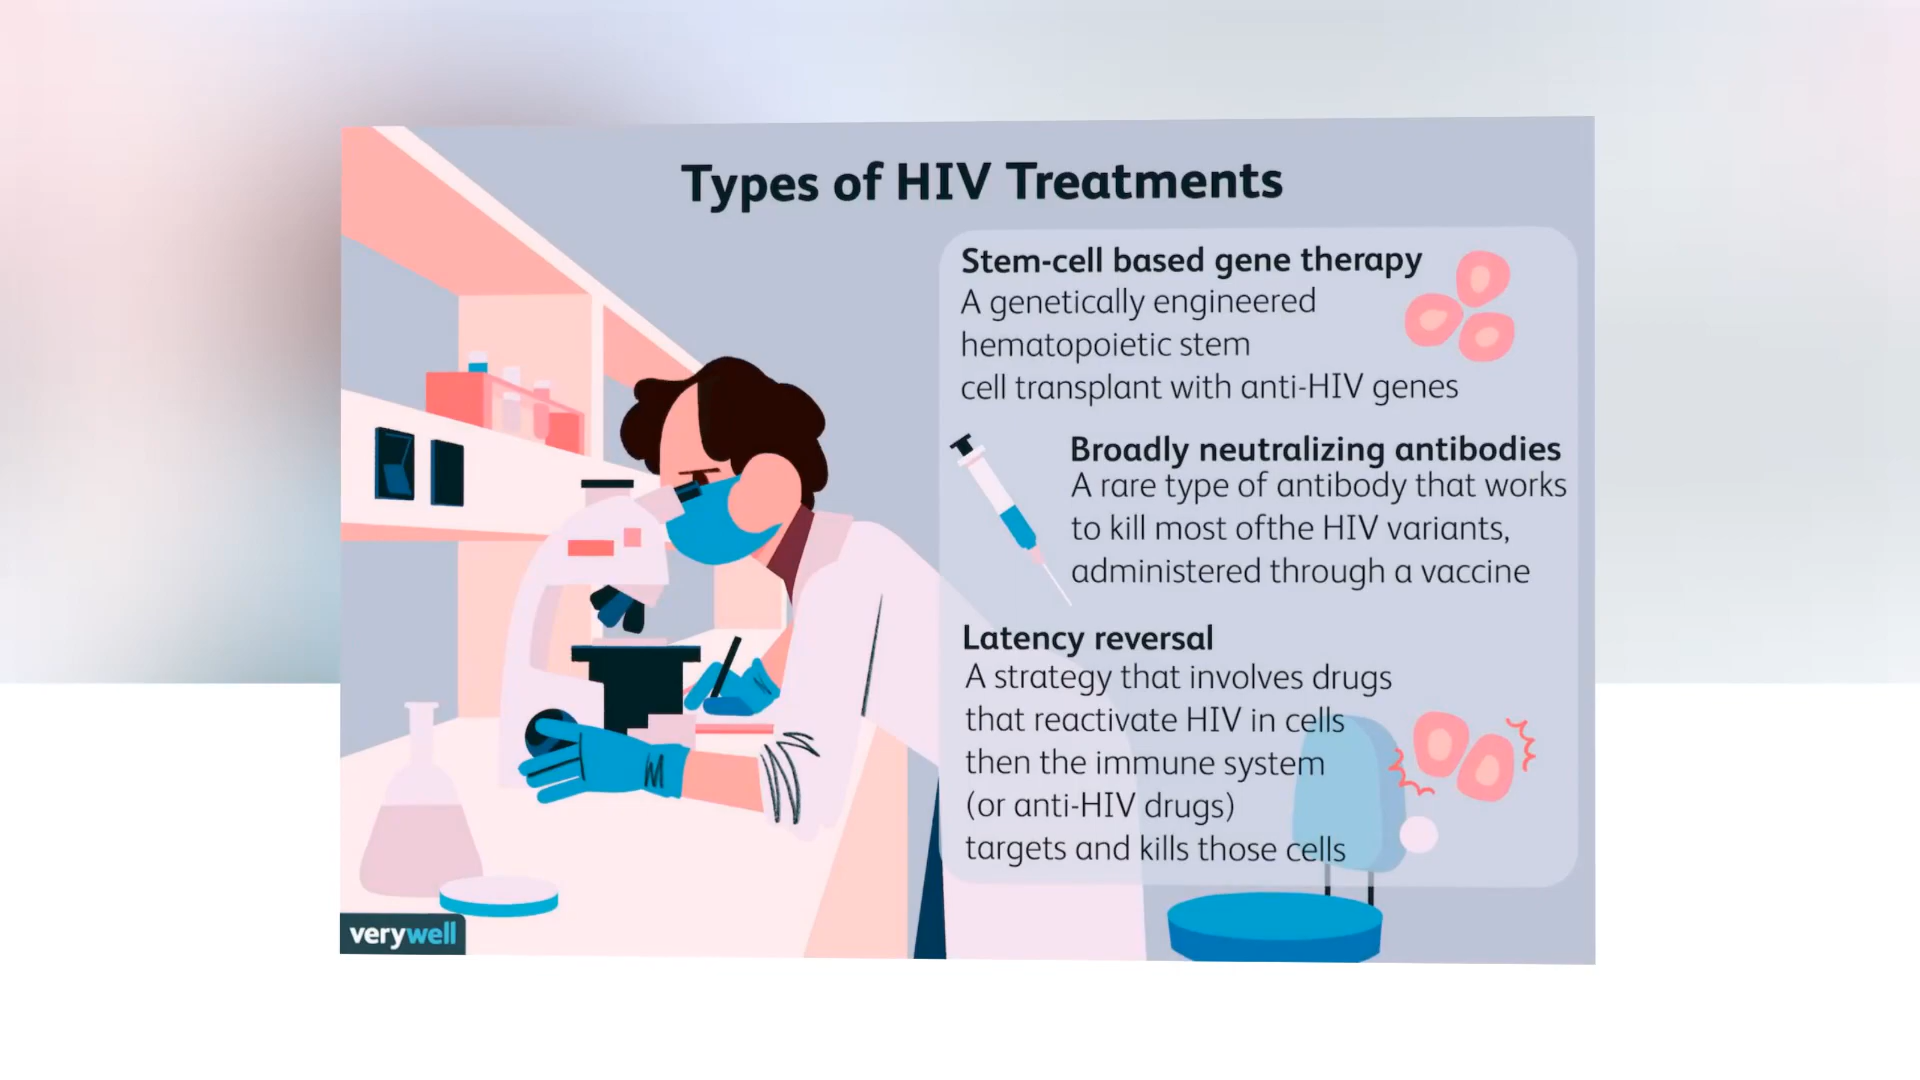 Types of HIV Treatments
Stem-cell based gene therapy
A genetically engineered
hematopoietic stem
cell transplant with anti-HIV genes
Broadly neutralizing antibodies
A rare type of antibody that works
to kill most ofthe HIV variants,
administered through a vaccine
Latency reversal
A strategy that involves drugs
that reactivate HIV in cells
then the immune system
(or anti-HIV drugs)
targets and kills those cells
verywell